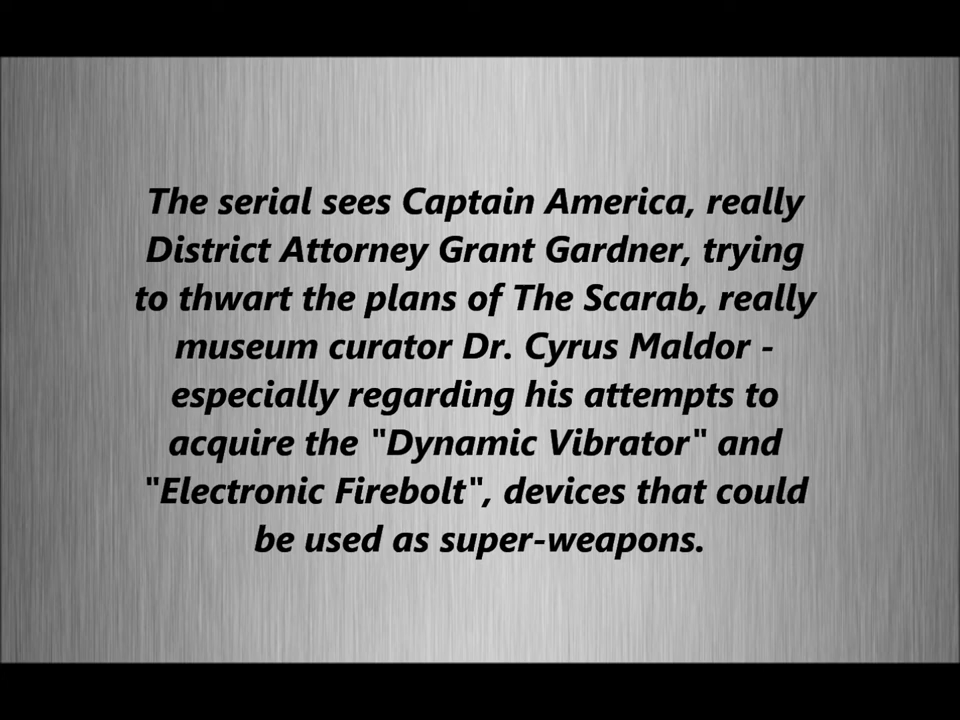 The serial sees Captain America, really
District Attorney Grant Gardner, trying
to thwart the plans of The Scarab, really
museum curator Dr. Cyrus Maldor -
especially regarding his attempts to
acquire the "Dynamic Vibrator" and
"Electronic Firebolt", devices that could
be used as super-weapons.